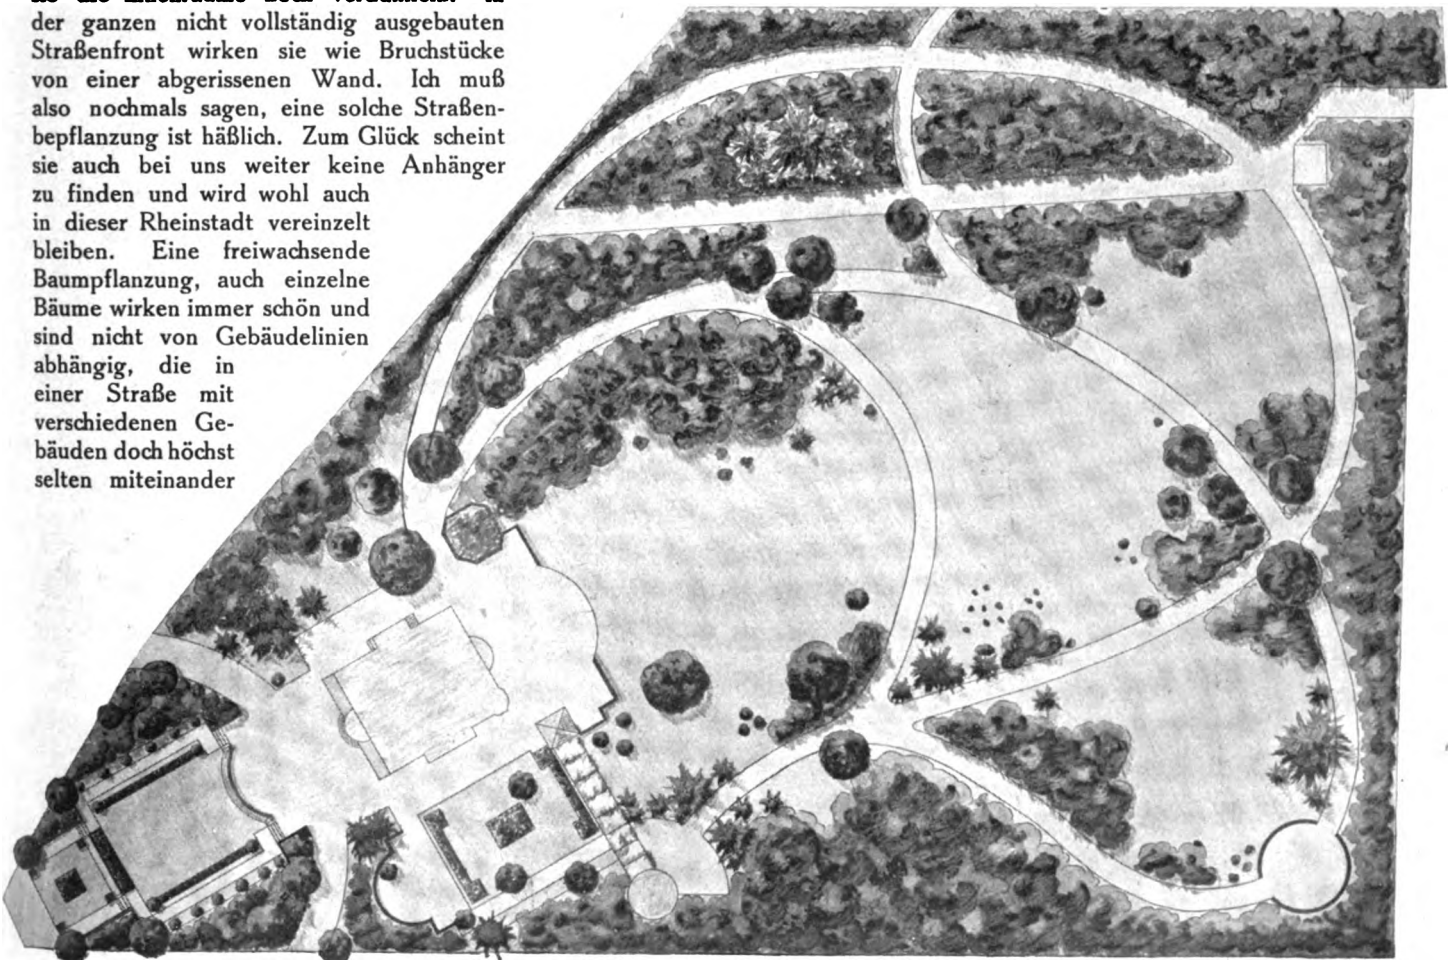 der ganzen nicht vollständig ausgebauten
Straßenfront wirken sie wie Bruchstücke
von einer abgerissenen Wand. Ich muß
also nochmals sagen, eine solche Straßen-
bepflanzung ist häßlich. Zum Glück scheint
sie auch bei uns weiter keine Anhänger
zu finden und wird wohl auch
in dieser Rheinstadt vereinzelt
bleiben. Eine freiwachsende
Baumpflanzung, auch einzelne
Bäume wirken immer schön und
sind nicht von Gebäudelinien
abhängig, die in
einer Straße mit
verschiedenen Ge-
bäuden doch höchst
selten miteinander